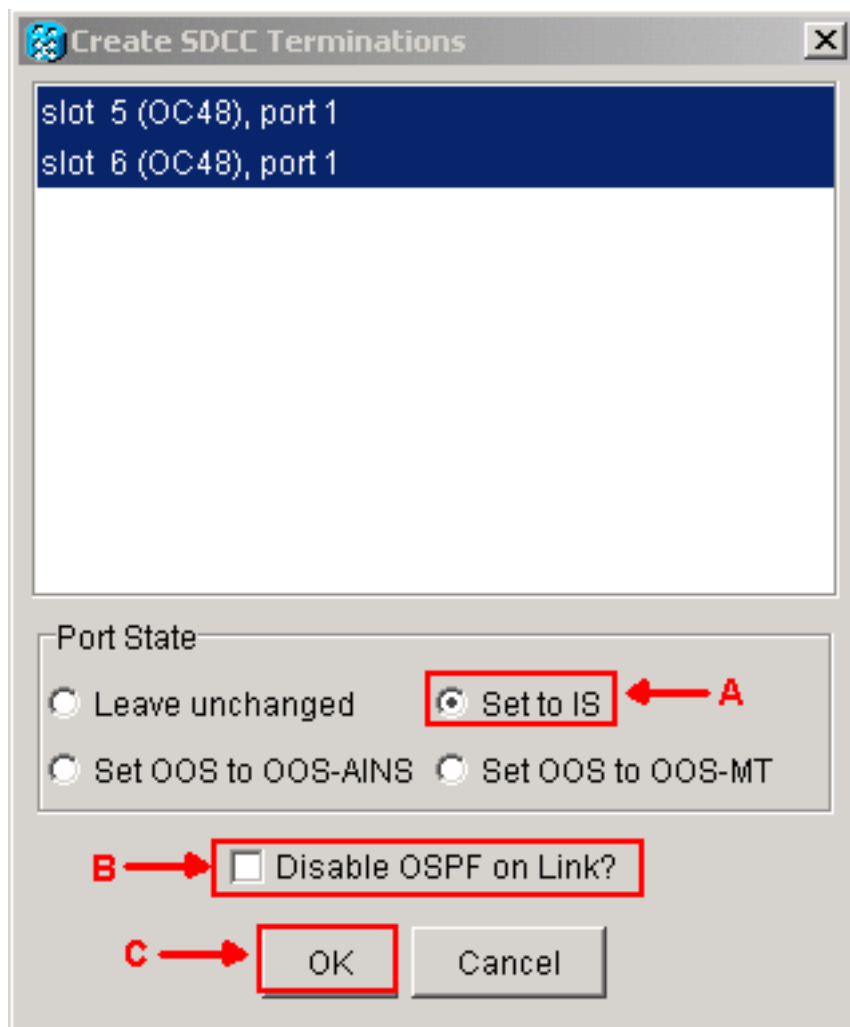 Create SDCC Terminations
slot 5 (OC48), port 1
slot 6 (OC48), port 1
Port State
Leave unchanged
Set to IS
A
Set OOS to OOS-AINS
Set OOS to OOS-MT
B
Disable OSPF on Link?
C
OK
Cancel